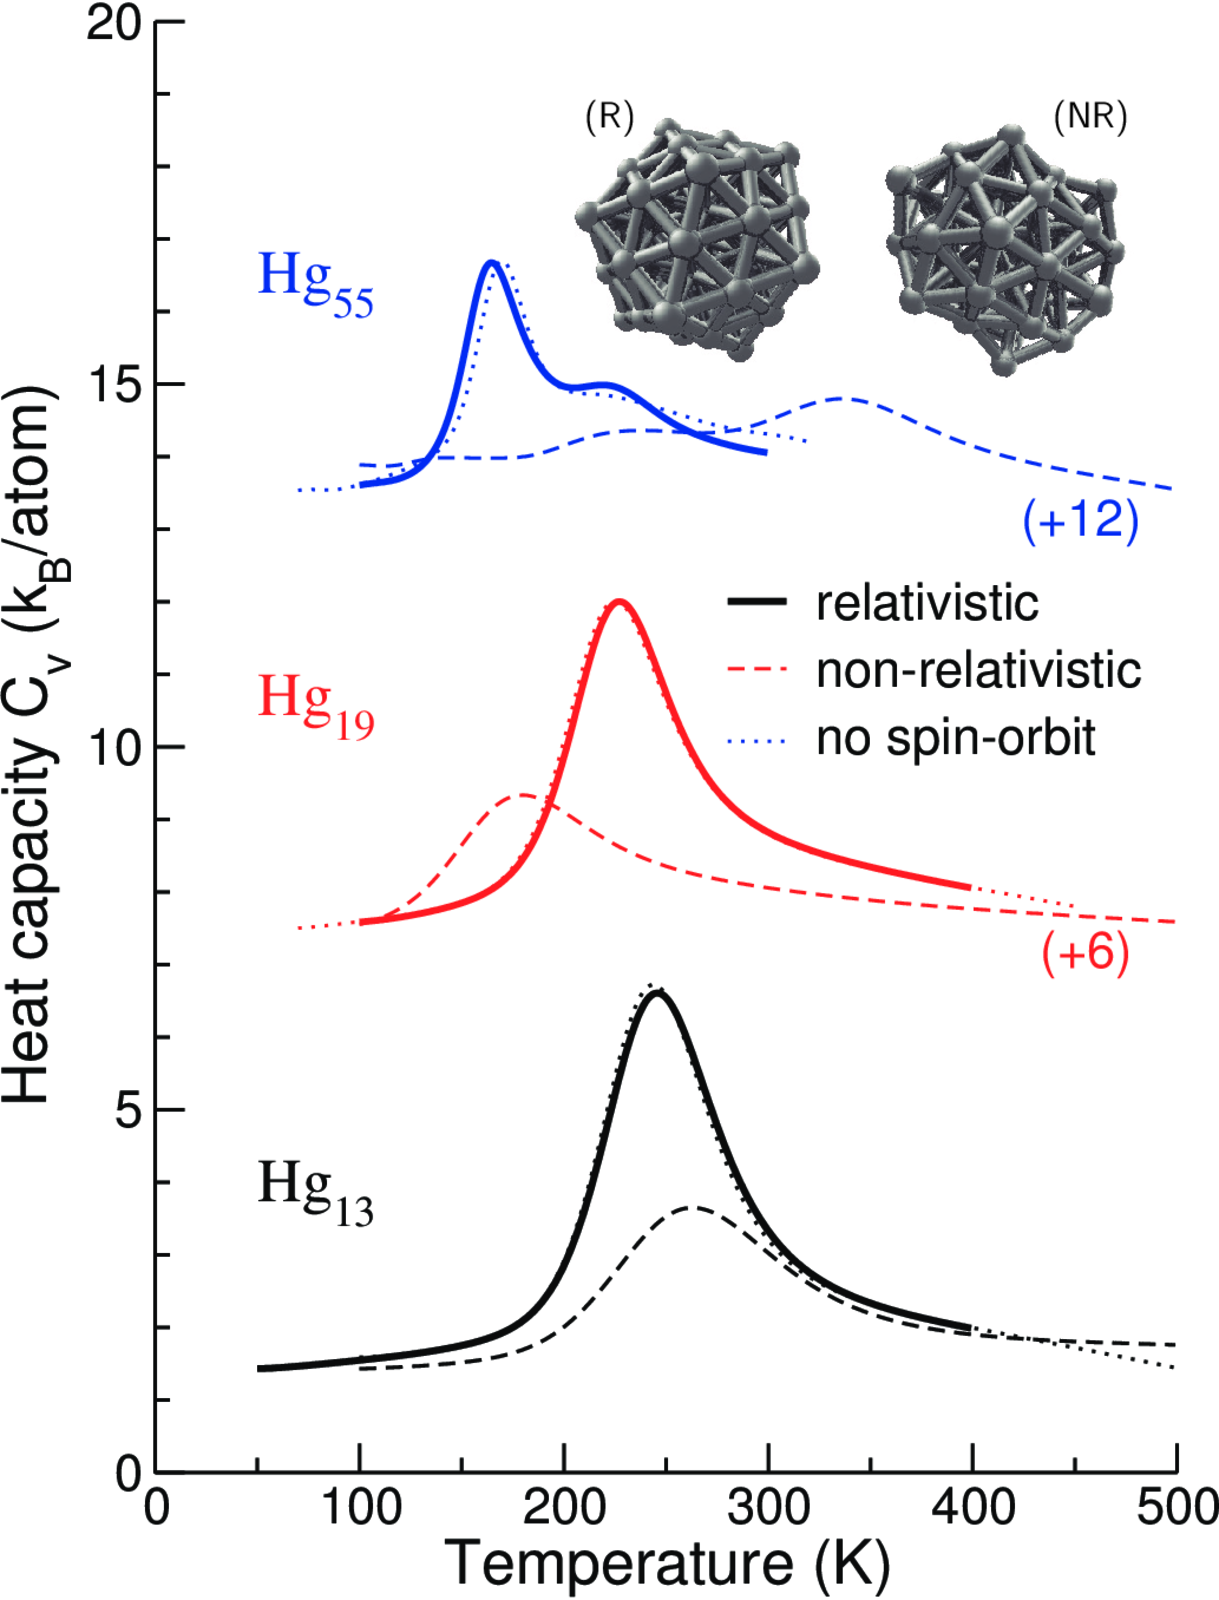 20
(R)
(NR)
Hg55
15
(+12)
relativistic
non-relativistic
no spin-orbit
Hg19
10
(+6)
5
Hg13
0
0 100 200 300 400 500
Temperature (K)
Heat capacity Cv (kB/atom)